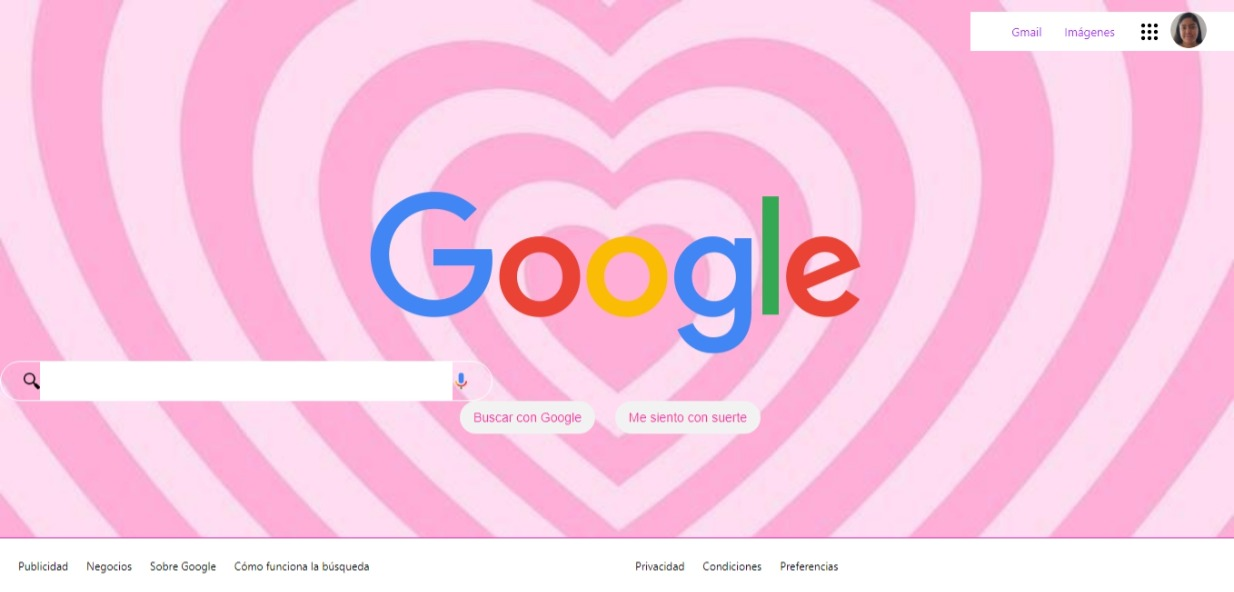 Gmail Imágenes
Google
Buscar con Google Me siento con suerte
Publicidad Negocios Sobre Google Cómo funciona la búsqueda Privacidad Condiciones Preferencias